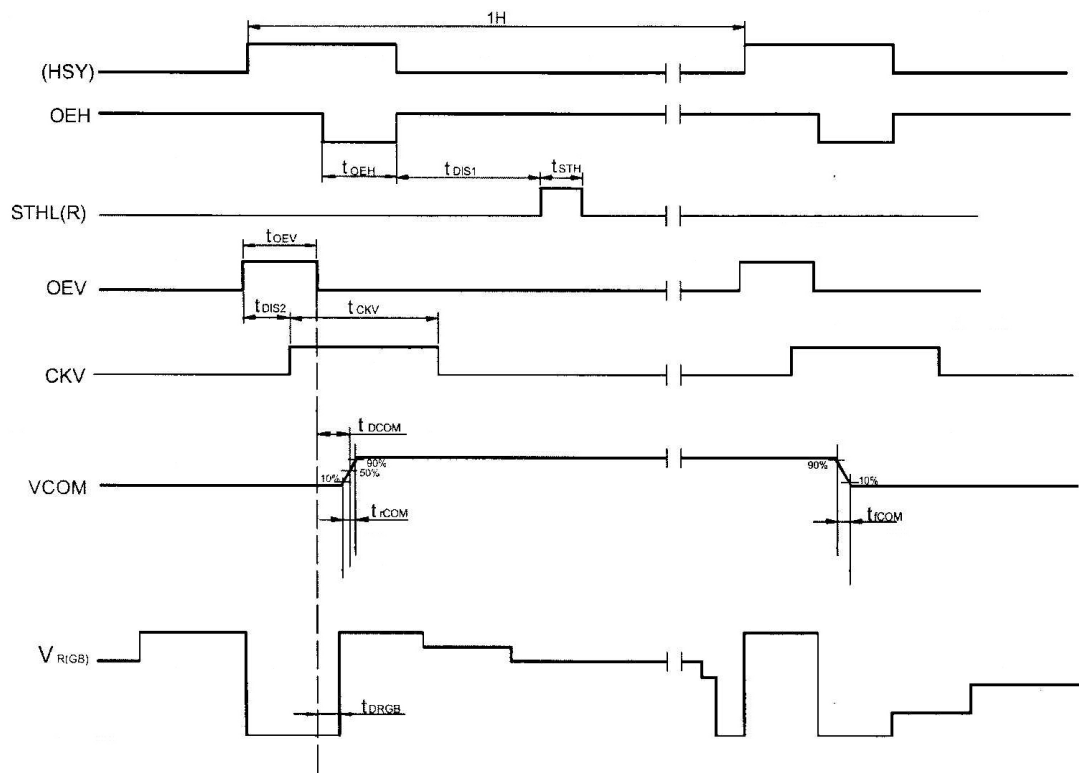 1H
(HSY)
OEH
tOEH tDIS1 tSTH
STHL(R)
tOEV
OEV
tDIS2 tCKV
CKV
tDCOM
90% 90%
50%
10% 10%
VCOM
trCOM tfCOM
VR(GB)
tDRGB